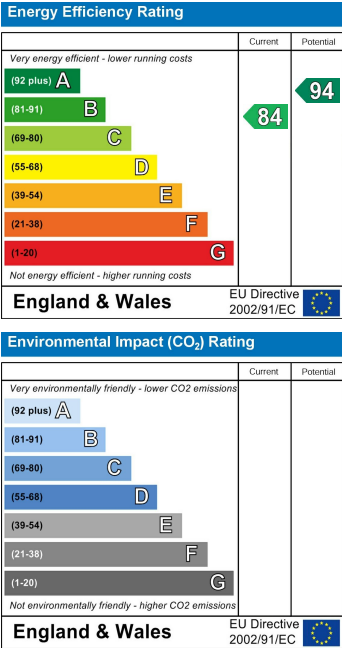 Energy Efficiency Rating
Current Potential
Very energy efficient - lower running costs
(92 plus) A
(81-91) B
(69-80) C
(55-68) D
(39-54) E
(21-38) F
(1-20) G
84
94
Not energy efficient - higher running costs
England & Wales
EU Directive
2002/91/EC
Environmental Impact (CO₂) Rating
Current Potential
Very environmentally friendly - lower CO2 emissions
(92 plus) A
(81-91) B
(69-80) C
(55-68) D
(39-54) E
(21-38) F
(1-20) G
Not environmentally friendly - higher CO2 emissions
England & Wales
EU Directive
2002/91/EC